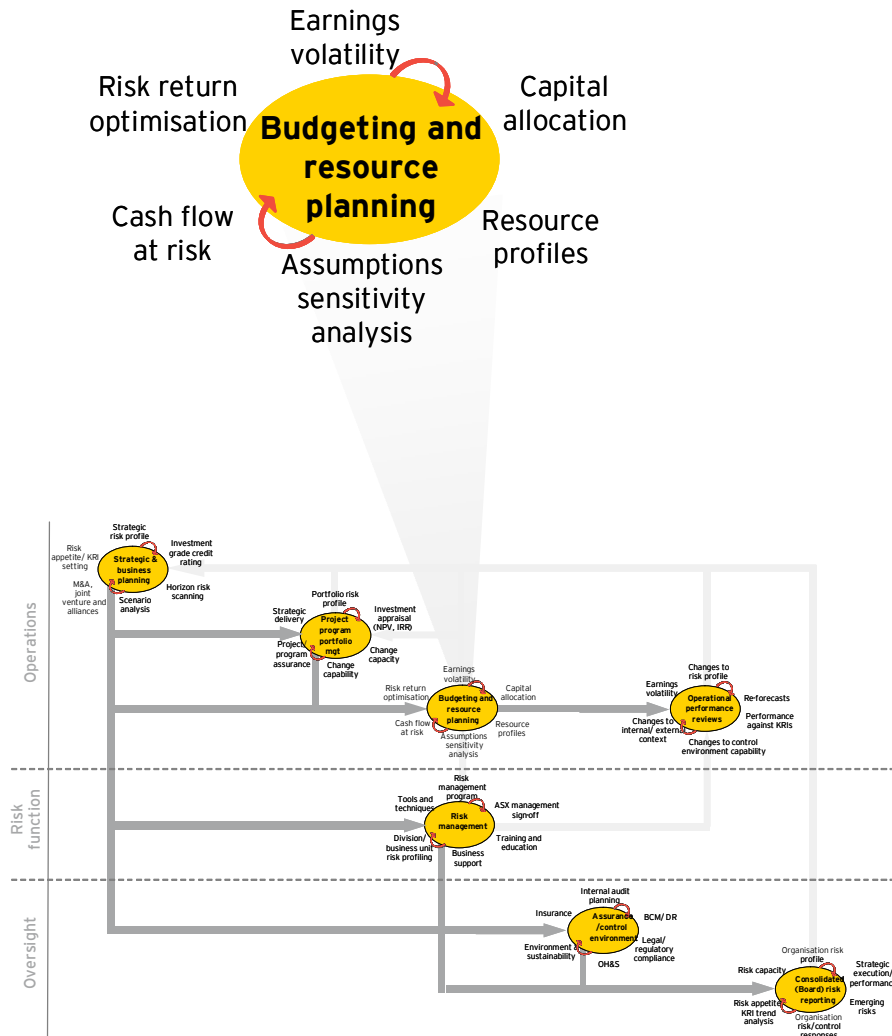 Earnings
volatility
Risk return
optimisation
Capital
allocation
Budgeting and
resource
planning
Cash flow
at risk
Resource
profiles
Assumptions
sensitivity
analysis
Operations
Strategic
risk profile
Risk
appetite/ KRI
setting
Investment
grade credit
rating
Strategic &
business
planning
M&A,
joint
venture and
alliances
Scenario
analysis
Horizon risk
scanning
Portfolio risk
profile
Strategic
delivery
Investment
appraisal
(NPV, IRR)
Project
program
portfolio
mgt
Project/
program
assurance
Change
capability
Change
capacity
Earnings
volatility
Risk return
optimisation
Capital
allocation
Budgeting and
resource
planning
Cash flow
at risk
Assumptions
sensitivity
analysis
Resource
profiles
Changes to
risk profile
Earnings
volatility
Re-forecasts
Operational
performance
reviews
Changes to
internal/ external
context
Performance
against KRIs
Changes to control
environment capability
Risk
function
Risk
management
program
Tools and
techniques
ASX management
sign-off
Risk
management
Division/
business unit
risk profiling
Business
support
Training and
education
Oversight
Internal audit
planning
Insurance
BCM/ DR
Assurance
/control
environment
Environment &
sustainability
OH&S
Legal/
regulatory
compliance
Organisation risk
profile
Risk capacity
Strategic
execution/
performance
Consolidated
(Board) risk
reporting
Risk appetite/
KRI trend
analysis
Organisation
risk/control
responses
Emerging
risks